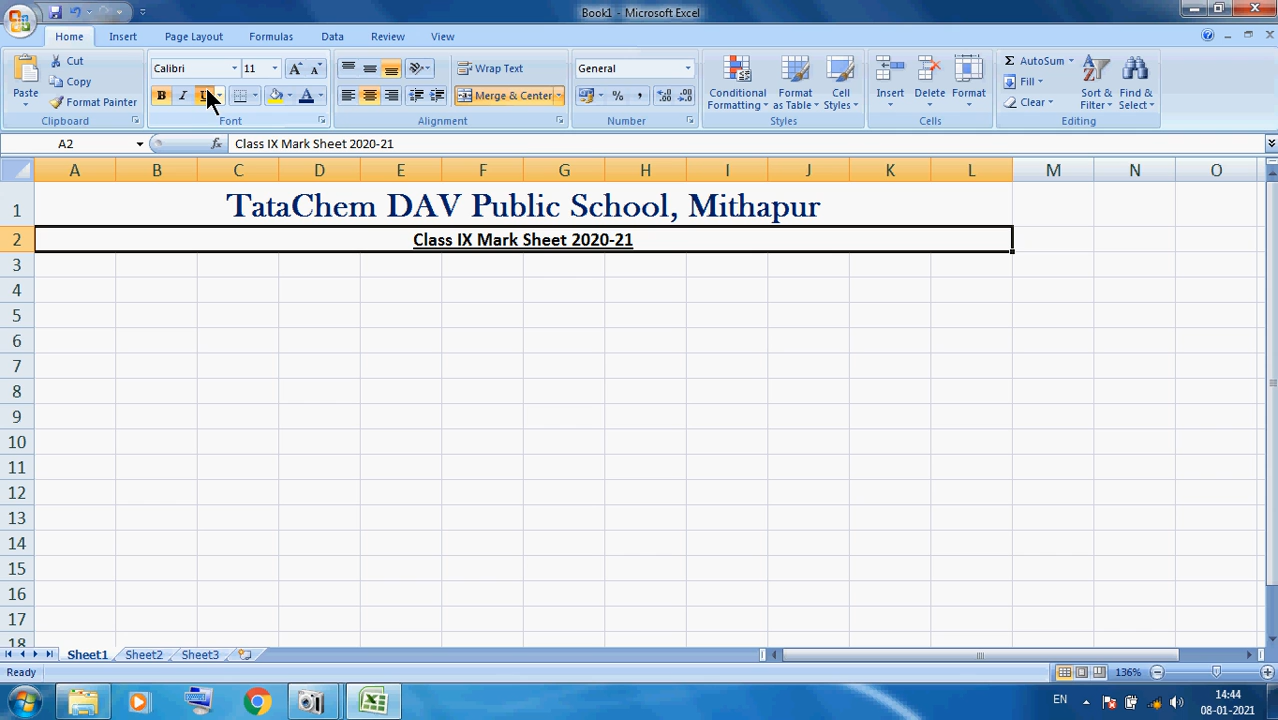 Book1 - Microsoft Excel
Home Insert Page Layout Formulas Data Review View
Paste Cut Copy Format Painter
Calibri 11 B I U A A A
Wrap Text
Merge & Center
General
% ,
Conditional Formatting Format as Table Cell Styles
Insert Delete Format
Σ AutoSum Fill Clear
Sort & Filter Find & Select
Clipboard Font Alignment Number Styles Cells Editing
A2 fx Class IX Mark Sheet 2020-21
A B C D E F G H I J K L M N O
1 TataChem DAV Public School, Mithapur
2 Class IX Mark Sheet 2020-21
3
4
5
6
7
8
9
10
11
12
13
14
15
16
17
18
Sheet1 Sheet2 Sheet3
Ready 136%
EN 14:44
08-01-2021